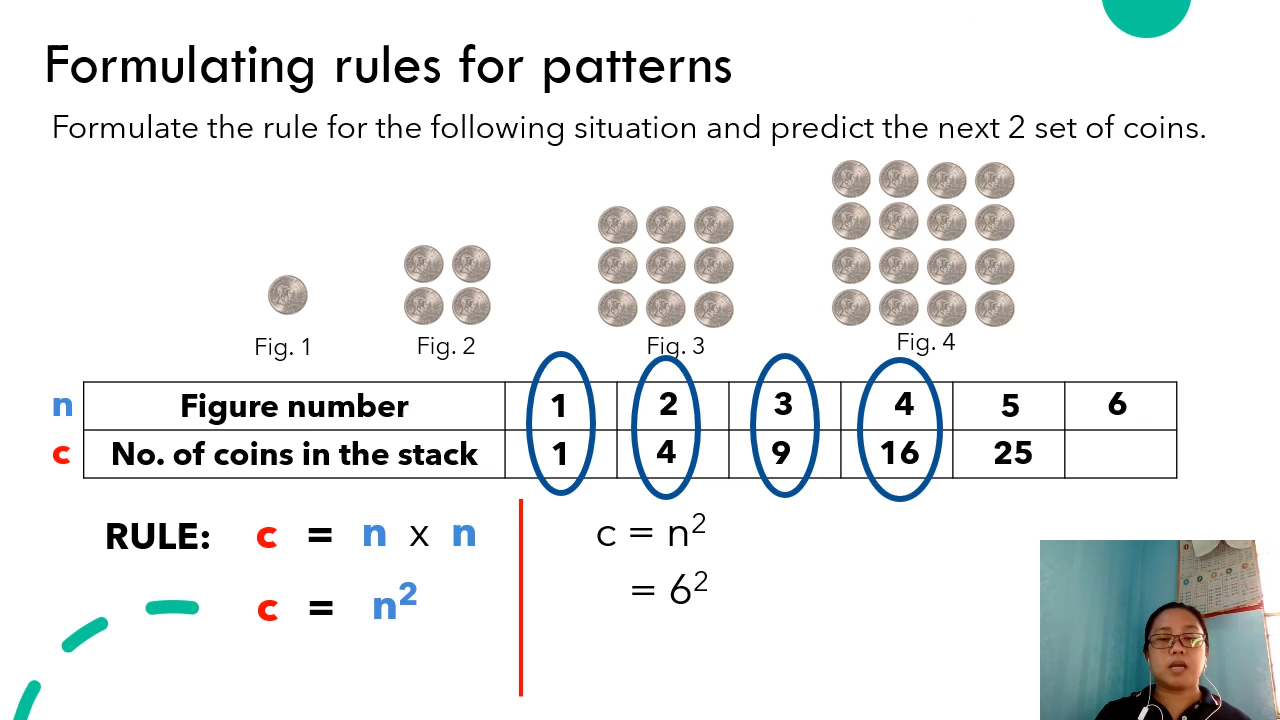 Formulating rules for patterns
Formulate the rule for the following situation and predict the next 2 set of coins.
Fig. 1
Fig. 2
Fig. 3
Fig. 4
n Figure number 1 2 3 4 5 6
c No. of coins in the stack 1 4 9 16 25
RULE: c = n x n
c = n²
c = n²
= 6²